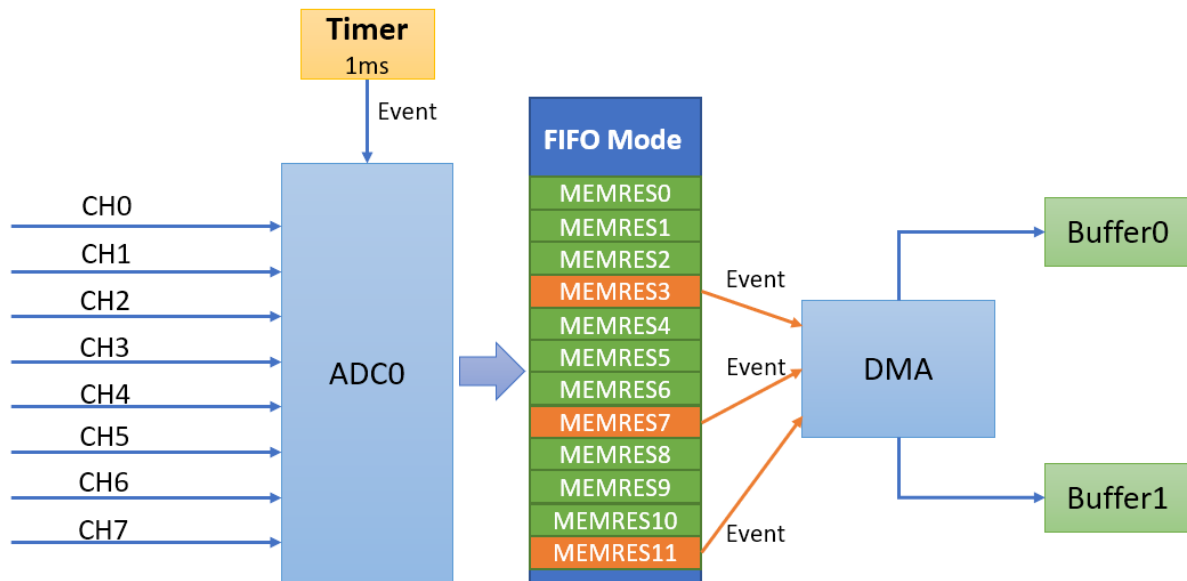 Timer
1ms
Event
FIFO Mode
MEMRES0
MEMRES1
MEMRES2
MEMRES3
MEMRES4
MEMRES5
MEMRES6
MEMRES7
MEMRES8
MEMRES9
MEMRES10
MEMRES11
CH0
CH1
CH2
CH3
CH4
CH5
CH6
CH7
ADC0
Event
Event
Event
DMA
Buffer0
Buffer1